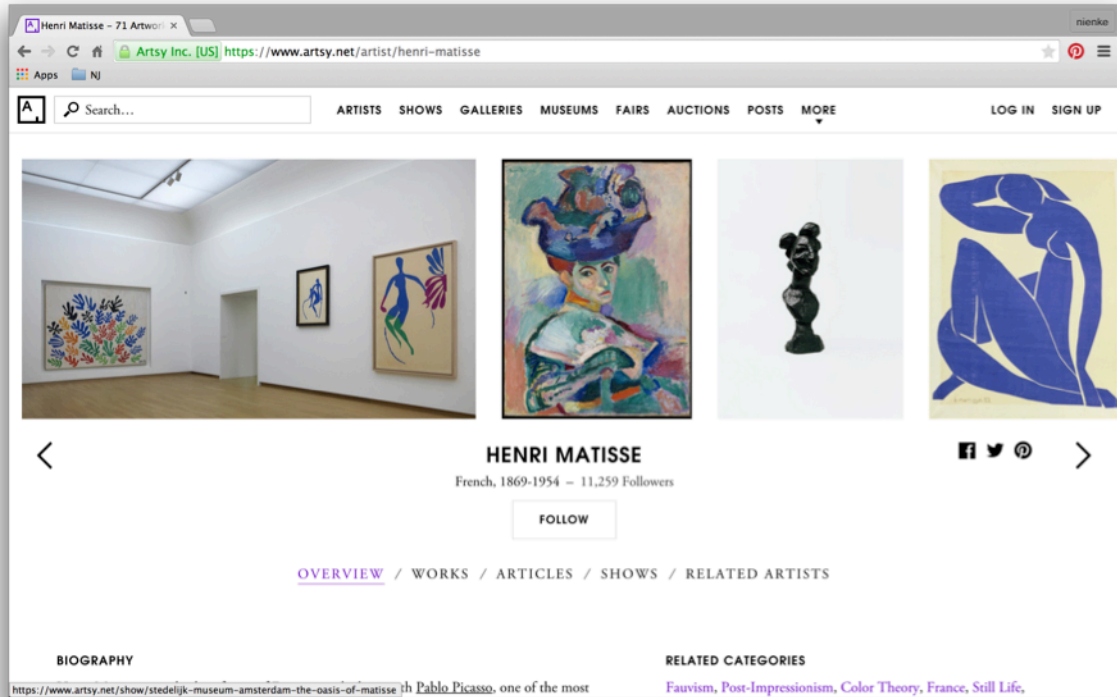 Henri Matisse – 71 Artwor
nienke
Artsy Inc. [US] https://www.artsy.net/artist/henri-matisse
Apps NJ
A, Search... ARTISTS SHOWS GALLERIES MUSEUMS FAIRS AUCTIONS POSTS MORE LOG IN SIGN UP
HENRI MATISSE
French, 1869-1954 – 11,259 Followers
FOLLOW
OVERVIEW / WORKS / ARTICLES / SHOWS / RELATED ARTISTS
BIOGRAPHY
th Pablo Picasso, one of the most
RELATED CATEGORIES
Fauvism, Post-Impressionism, Color Theory, France, Still Life,
https://www.artsy.net/show/stedelijk-museum-amsterdam-the-oasis-of-matisse